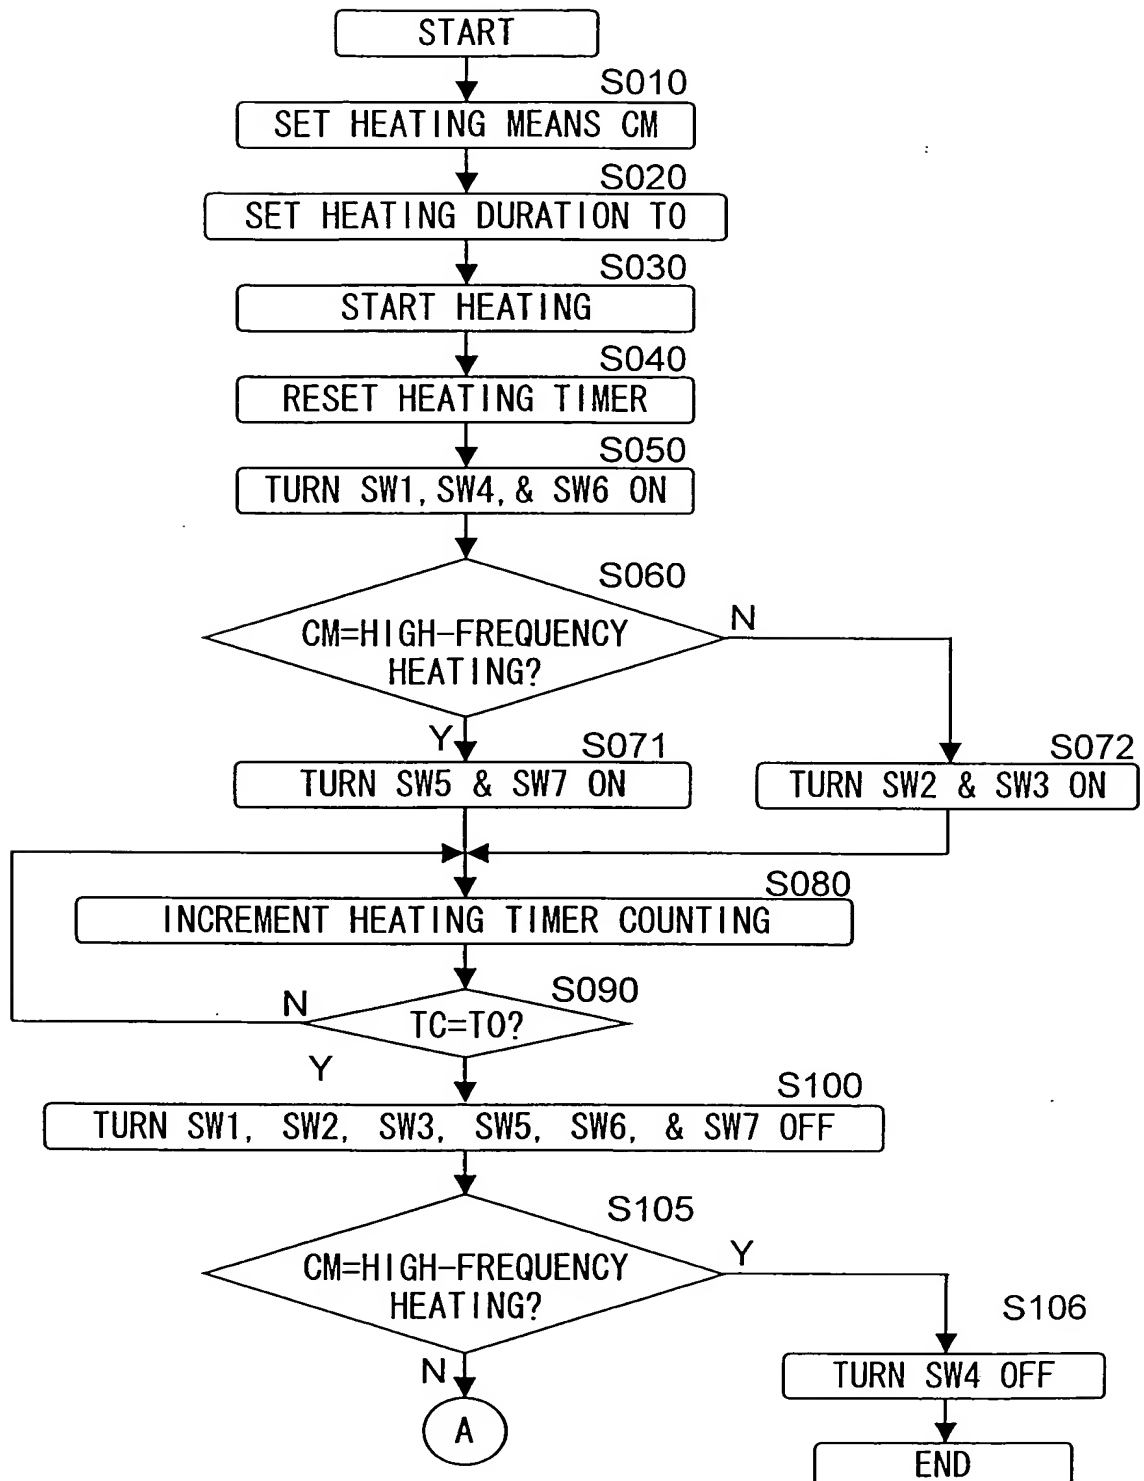 START
S010
SET HEATING MEANS CM
S020
SET HEATING DURATION T0
S030
START HEATING
S040
RESET HEATING TIMER
S050
TURN SW1, SW4, & SW6 ON
S060
CM=HIGH-FREQUENCY
HEATING?
N
Y
S071
TURN SW5 & SW7 ON
S072
TURN SW2 & SW3 ON
S080
INCREMENT HEATING TIMER COUNTING
S090
N
TC=T0?
Y
S100
TURN SW1, SW2, SW3, SW5, SW6, & SW7 OFF
S105
CM=HIGH-FREQUENCY
HEATING?
Y
N
S106
TURN SW4 OFF
A
END